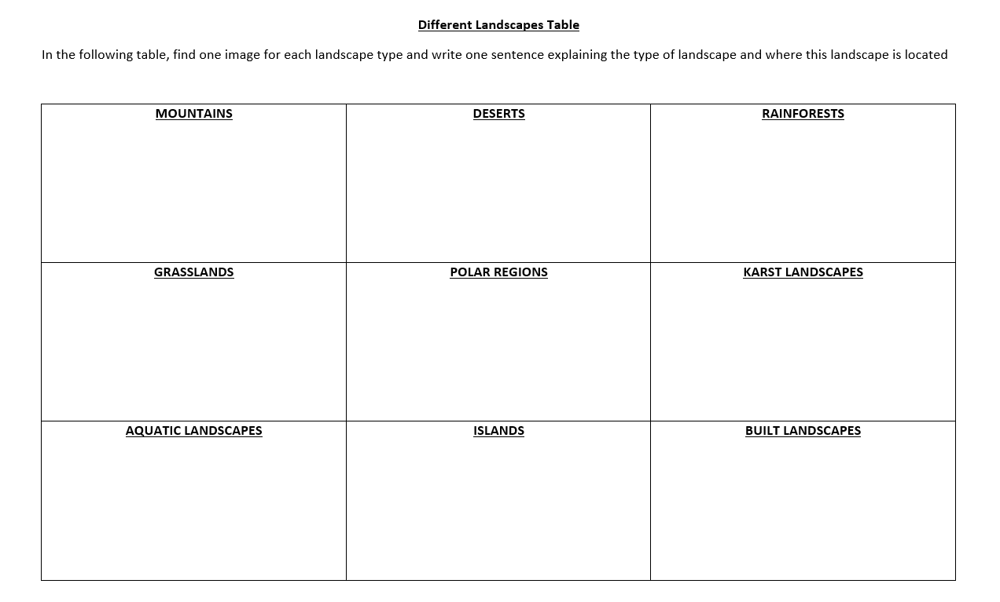 Different Landscapes Table
In the following table, find one image for each landscape type and write one sentence explaining the type of landscape and where this landscape is located
MOUNTAINS
DESERTS
RAINFORESTS
GRASSLANDS
POLAR REGIONS
KARST LANDSCAPES
AQUATIC LANDSCAPES
ISLANDS
BUILT LANDSCAPES